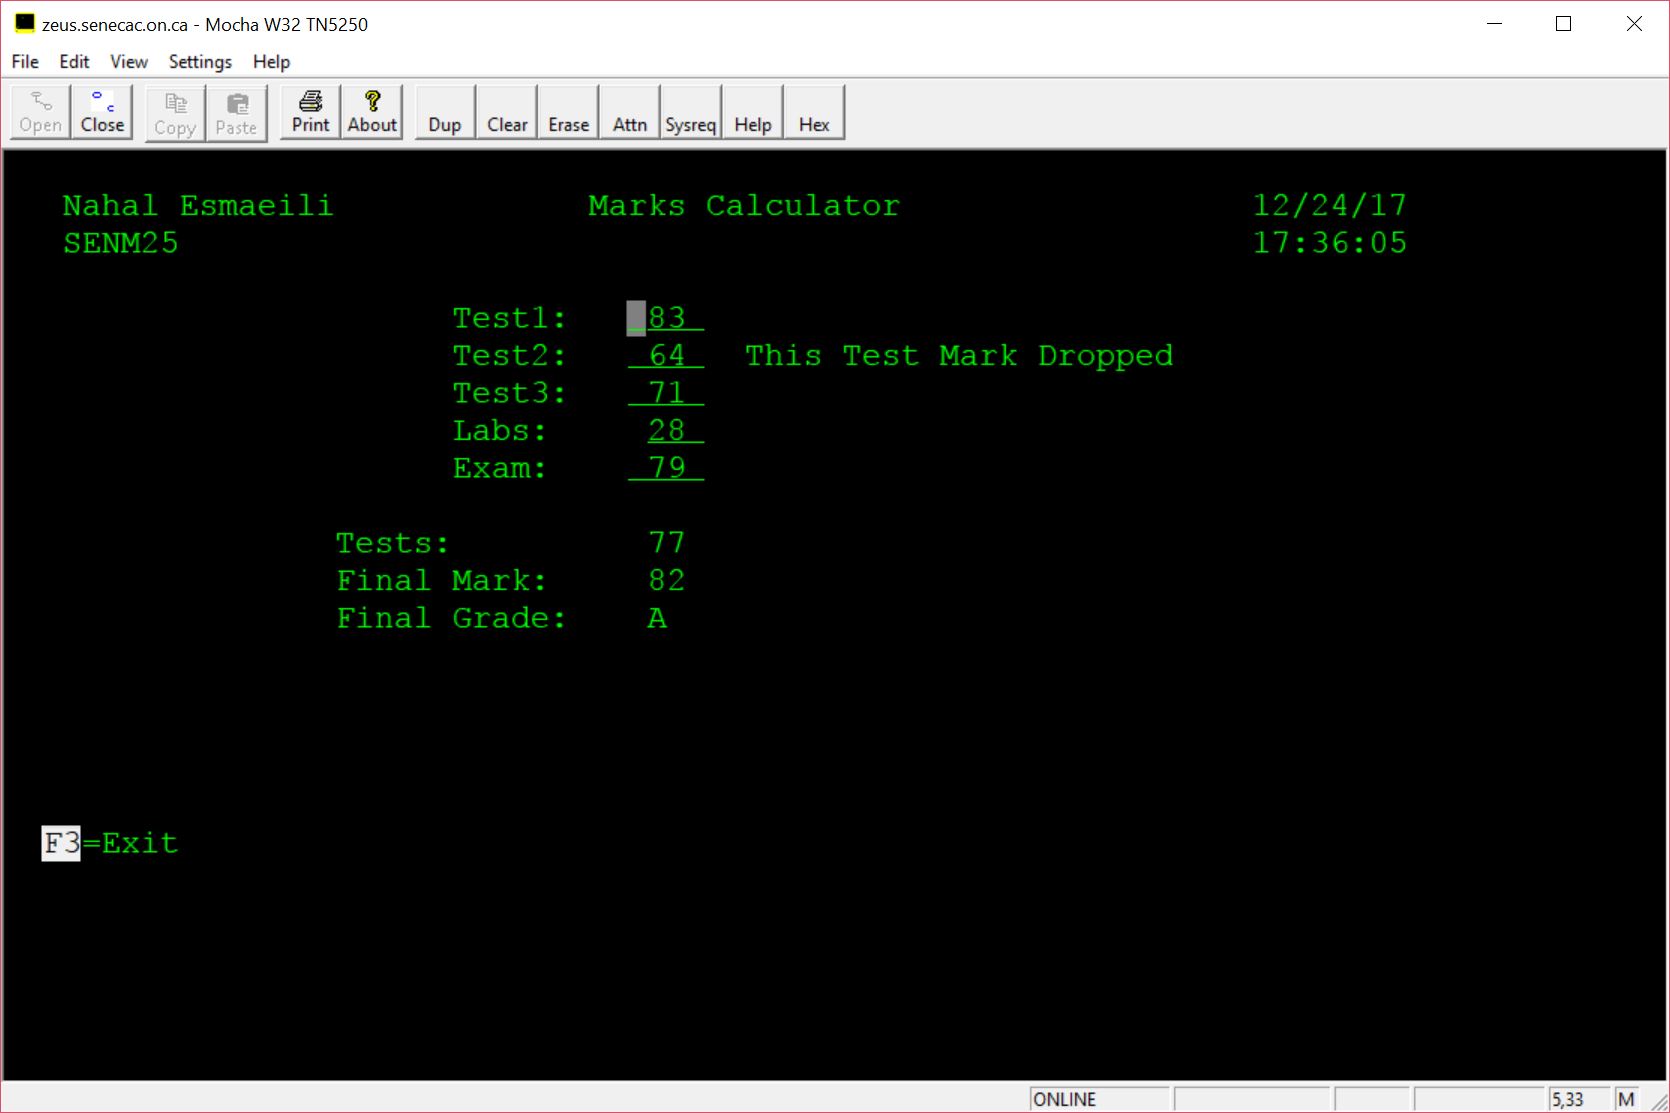 zeus.senecac.on.ca - Mocha W32 TN5250
File Edit View Settings Help
Open Close Copy Paste Print About Dup Clear Erase Attn Sysreq Help Hex
Nahal Esmaeili Marks Calculator 12/24/17
SENM25 17:36:05
Test1: 83
Test2: 64 This Test Mark Dropped
Test3: 71
Labs: 28
Exam: 79
Tests: 77
Final Mark: 82
Final Grade: A
F3=Exit
ONLINE 5,33 M